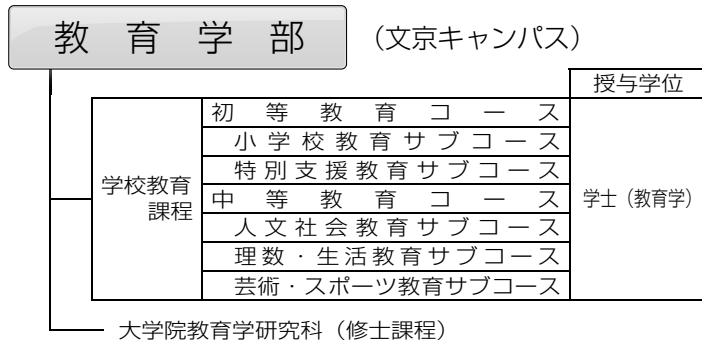 教育学部 （文京キャンパス）
授与学位
初等教育コース
小学校教育サブコース
特別支援教育サブコース
学校教育課程
中等教育コース
学士（教育学）
人文社会教育サブコース
理数・生活教育サブコース
芸術・スポーツ教育サブコース
大学院教育学研究科（修士課程）